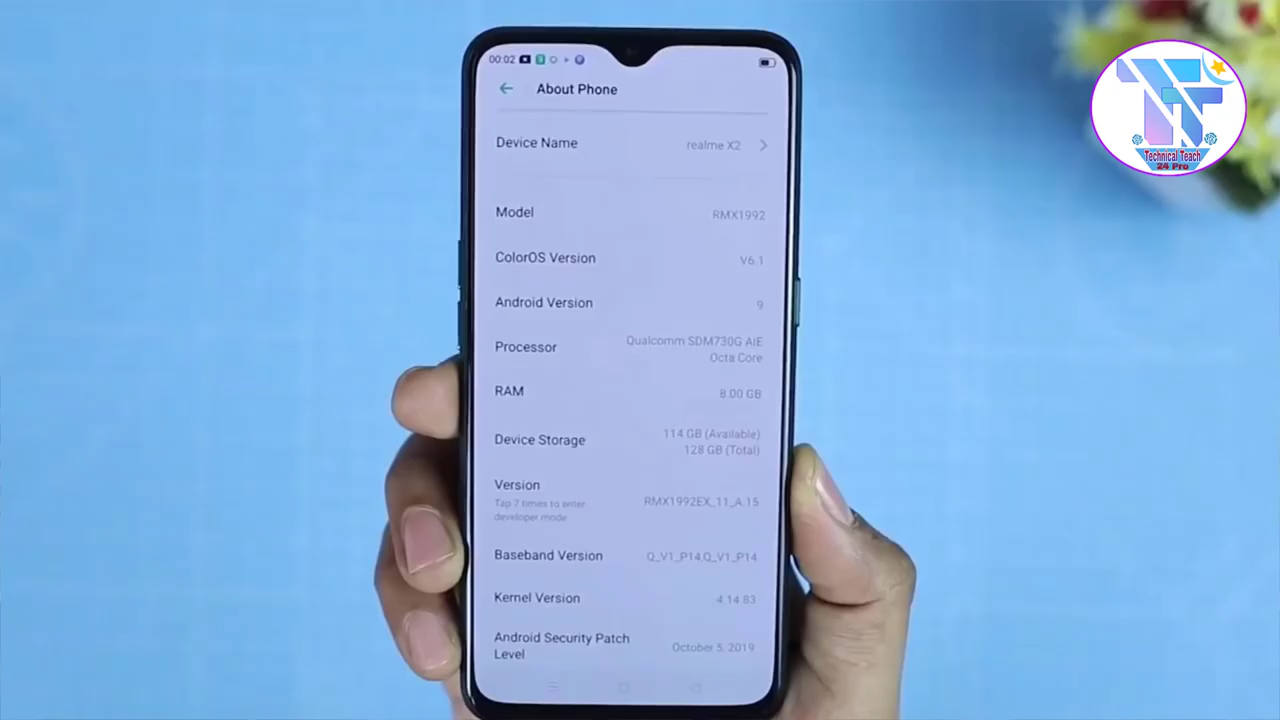 00:02
About Phone
Device Name
realme X2
Model
RMX1992
ColorOS Version
V6.1
Android Version
9
Processor
Qualcomm SDM730G AIE
Octa Core
RAM
8.00 GB
Device Storage
114 GB (Available)
128 GB (Total)
Version
Tap 7 times to enter
developer mode
RMX1992EX_11_A.15
Baseband Version
Q_V1_P14,Q_V1_P14
Kernel Version
4.14.83
Android Security Patch
Level
October 5, 2019
Technical Teach
24 Pro